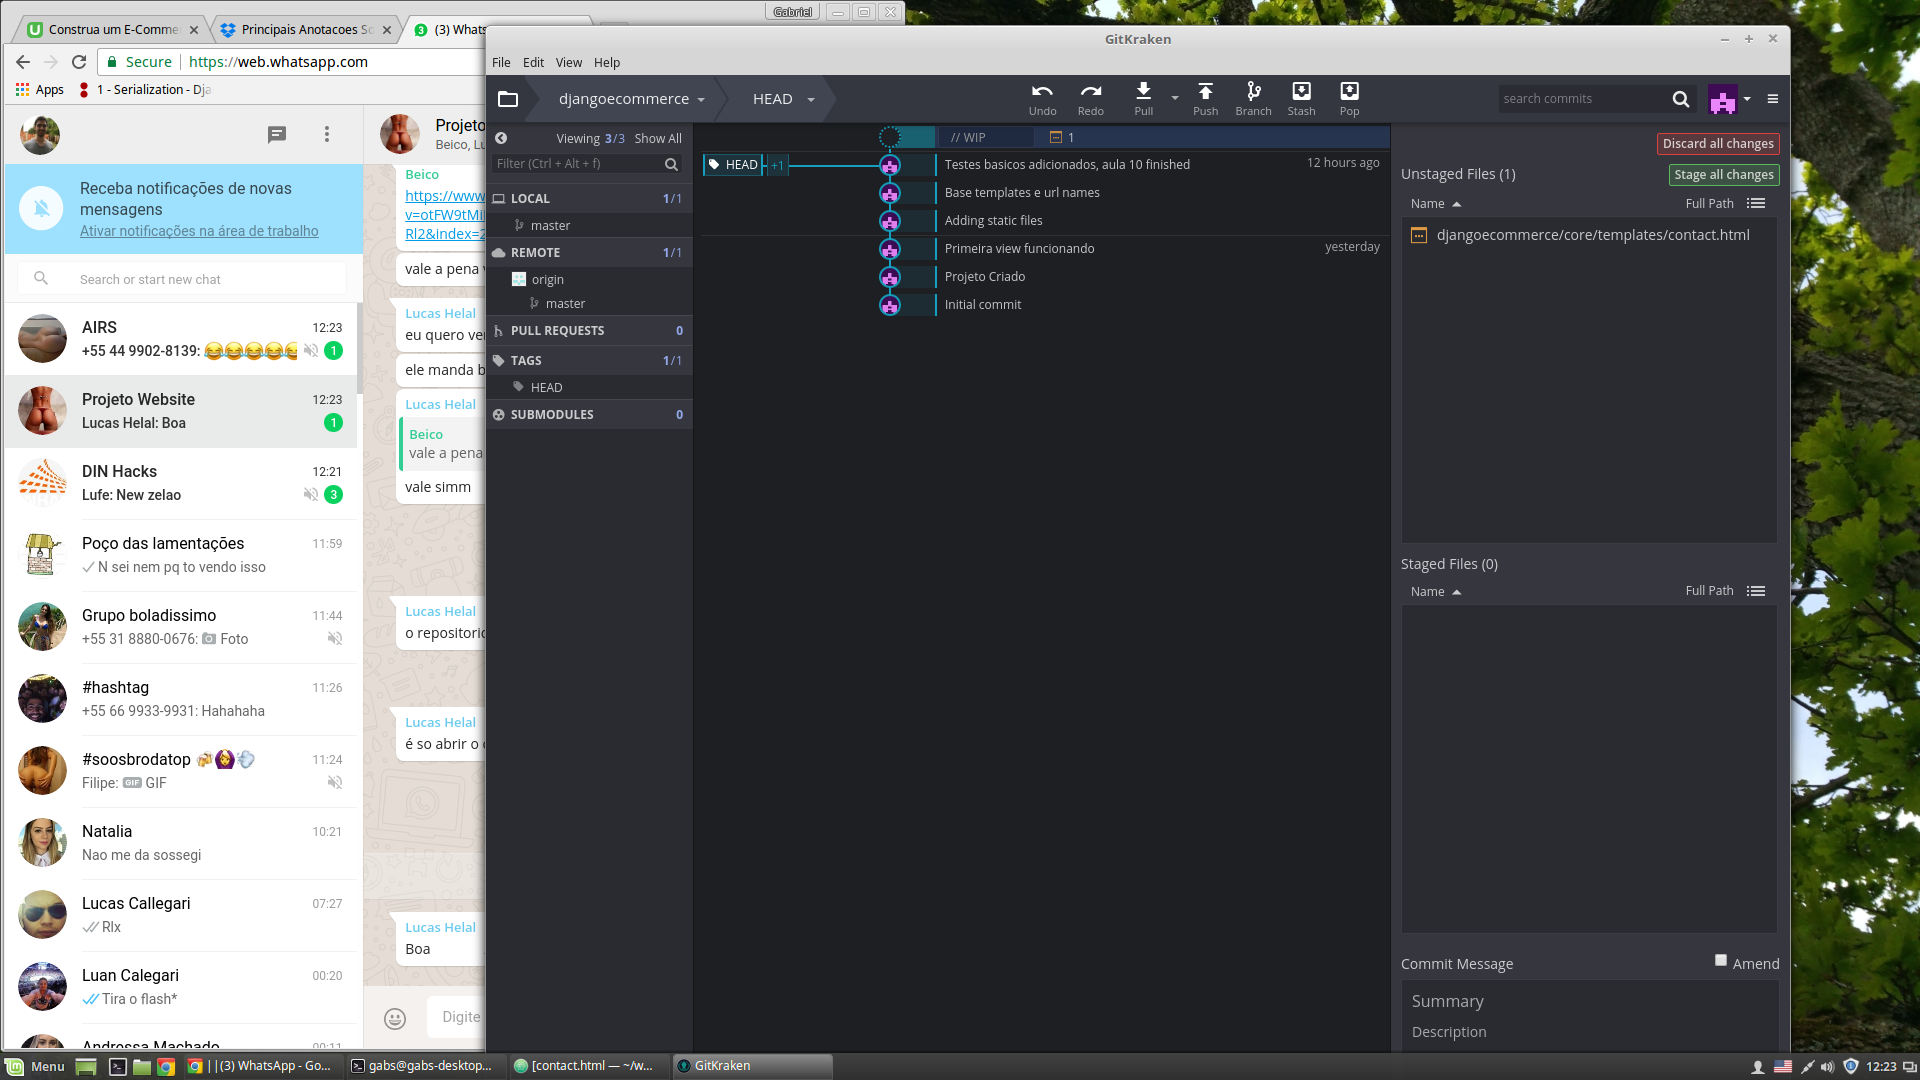 Gabriel
Construa um E-Comme
Principais Anotacoes So
(3) Whats
Secure
https://web.whatsapp.com
Apps
1 - Serialization - Dja
Receba notificações de novas
mensagens
Ativar notificações na área de trabalho
Search or start new chat
AIRS
12:23
+55 44 9902-8139: 😂😂😂😂😂
1
Projeto Website
12:23
Lucas Helal: Boa
1
DIN Hacks
12:21
Lufe: New zelao
3
Poço das lamentações
11:59
N sei nem pq to vendo isso
Grupo boladissimo
11:44
+55 31 8880-0676: Foto
#hashtag
11:26
+55 66 9933-9931: Hahahaha
#soosbrodatop
11:24
Filipe: GIF GIF
Natalia
10:21
Nao me da sossegi
Lucas Callegari
07:27
Rlx
Luan Calegari
00:20
Tira o flash*
Andressa Machado
00:11
Projeto
Beico, Lu
Beico
https://www
v=otFW9tMi
Rl2&index=2
vale a pena v
Lucas Helal
eu quero ver
ele manda b
Lucas Helal
Beico
vale a pena
vale simm
Lucas Helal
o repositorio
Lucas Helal
é so abrir o c
Lucas Helal
Boa
Digite
GitKraken
File Edit View Help
djangoecommerce
HEAD
Undo
Redo
Pull
Push
Branch
Stash
Pop
search commits
Viewing 3/3 Show All
Filter (Ctrl + Alt + f)
LOCAL 1/1
master
REMOTE 1/1
origin
master
PULL REQUESTS 0
TAGS 1/1
HEAD
SUBMODULES 0
// WIP
1
HEAD
+1
Testes basicos adicionados, aula 10 finished
12 hours ago
Base templates e url names
Adding static files
Primeira view funcionando
yesterday
Projeto Criado
Initial commit
Discard all changes
Unstaged Files (1)
Stage all changes
Name
Full Path
djangoecommerce/core/templates/contact.html
Staged Files (0)
Name
Full Path
Commit Message
Amend
Summary
Description
Menu
(3) WhatsApp - Go...
gabs@gabs-desktop...
[contact.html — ~/w...
GitKraken
12:23